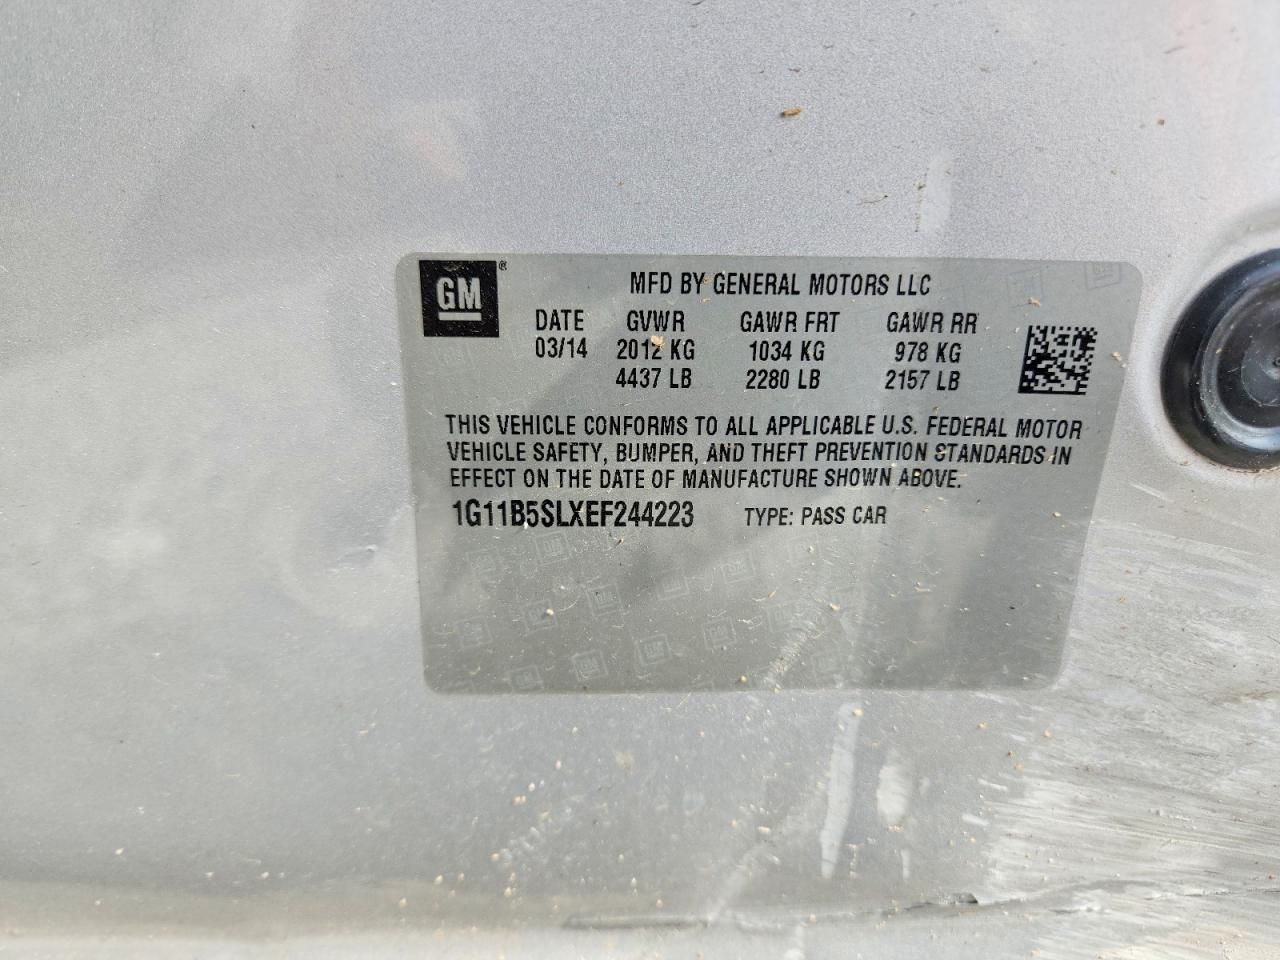 GM®
MFD BY GENERAL MOTORS LLC
DATE GVWR GAWR FRT GAWR RR
03/14 2012 KG 1034 KG 978 KG
4437 LB 2280 LB 2157 LB
THIS VEHICLE CONFORMS TO ALL APPLICABLE U.S. FEDERAL MOTOR
VEHICLE SAFETY, BUMPER, AND THEFT PREVENTION STANDARDS IN
EFFECT ON THE DATE OF MANUFACTURE SHOWN ABOVE.
1G11B5SLXEF244223 TYPE: PASS CAR